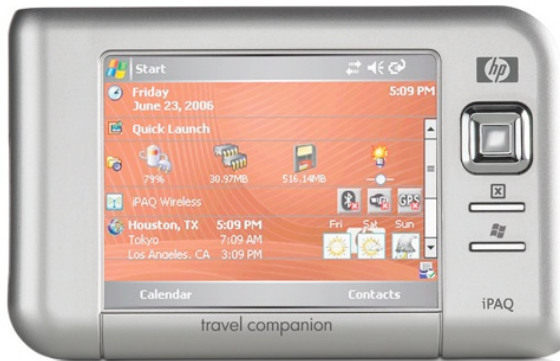 Start
hp
Friday 5:09 PM
June 23, 2006
Quick Launch
79% 30.97MB 516.14MB
iPAQ Wireless
GPS
Houston, TX 5:09 PM Fri Sat Sun
Tokyo 7:09 AM
Los Angeles, CA 3:09 PM
Calendar Contacts
iPAQ
travel companion